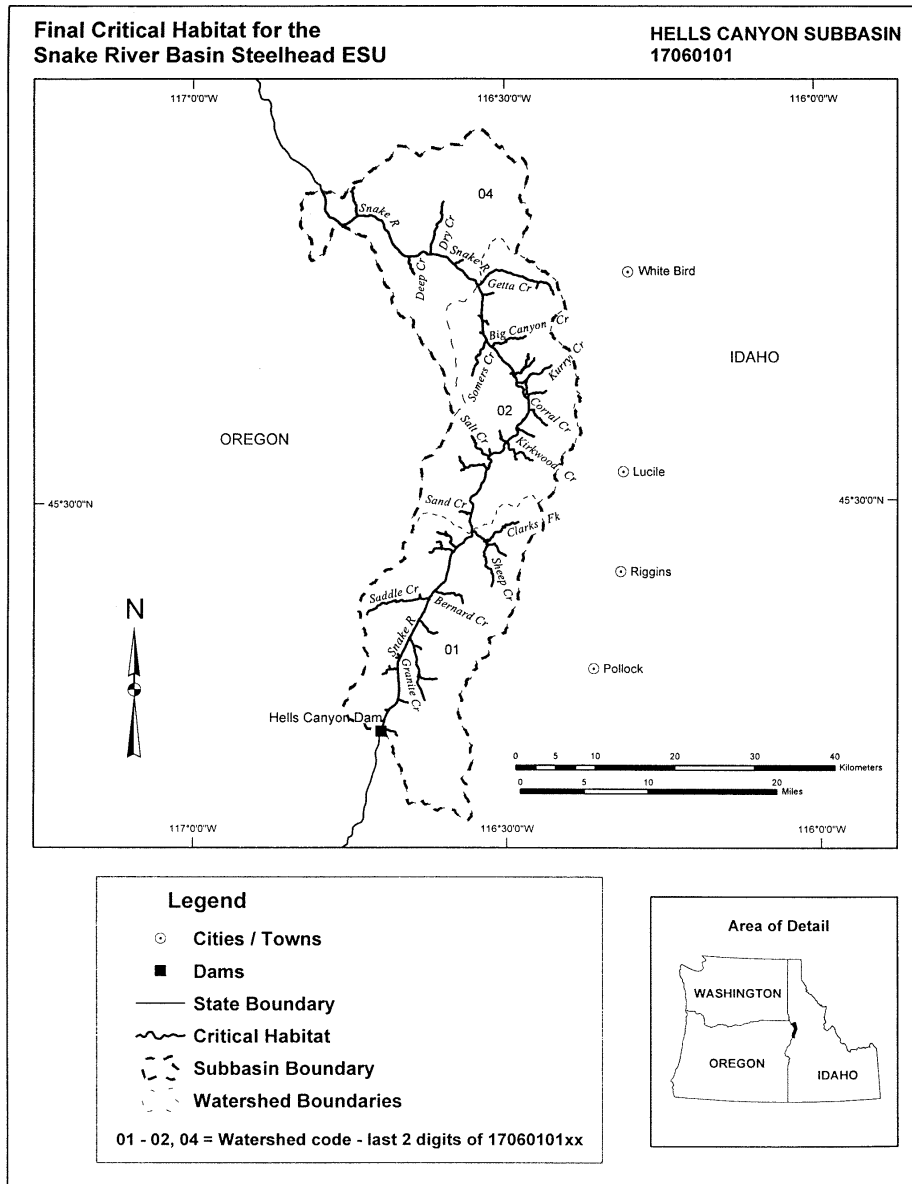 Final Critical Habitat for the
Snake River Basin Steelhead ESU
HELLS CANYON SUBBASIN
17060101
117°0'0"W
116°30'0"W
116°0'0"W
04
Snake R
Dry Cr
Snake R
Deep Cr
Getta Cr
White Bird
Big Canyon Cr
Somers Cr
Kurry Cr
IDAHO
02
Corral Cr
OREGON
Salt Cr
Kirkwood Cr
Lucile
45°30'0"N
45°30'0"N
Sand Cr
Clarks Fk
Sheep Cr
Riggins
Saddle Cr
Bernard Cr
N
Snake R
01
Granite Cr
Pollock
Hells Canyon Dam
0 5 10 20 30 40
Kilometers
0 5 10 20
Miles
117°0'0"W
116°30'0"W
116°0'0"W
Legend
Cities / Towns
Dams
State Boundary
Critical Habitat
Subbasin Boundary
Watershed Boundaries
01 - 02, 04 = Watershed code - last 2 digits of 17060101xx
Area of Detail
WASHINGTON
OREGON
IDAHO